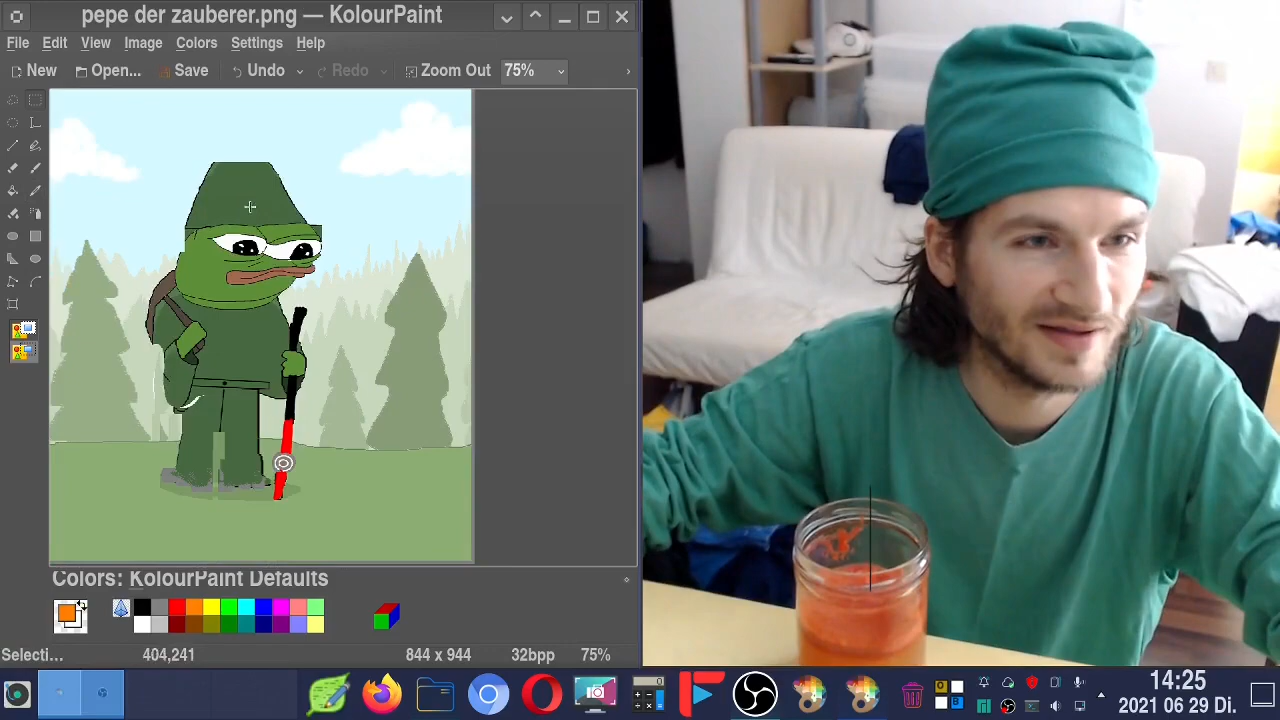 pepe der zauberer.png — KolourPaint
File Edit View Image Colors Settings Help
New Open... Save Undo Redo Zoom Out 75%
Colors: KolourPaint Defaults
Selecti... 404,241 844 x 944 32bpp 75%
14:25
2021 06 29 Di.